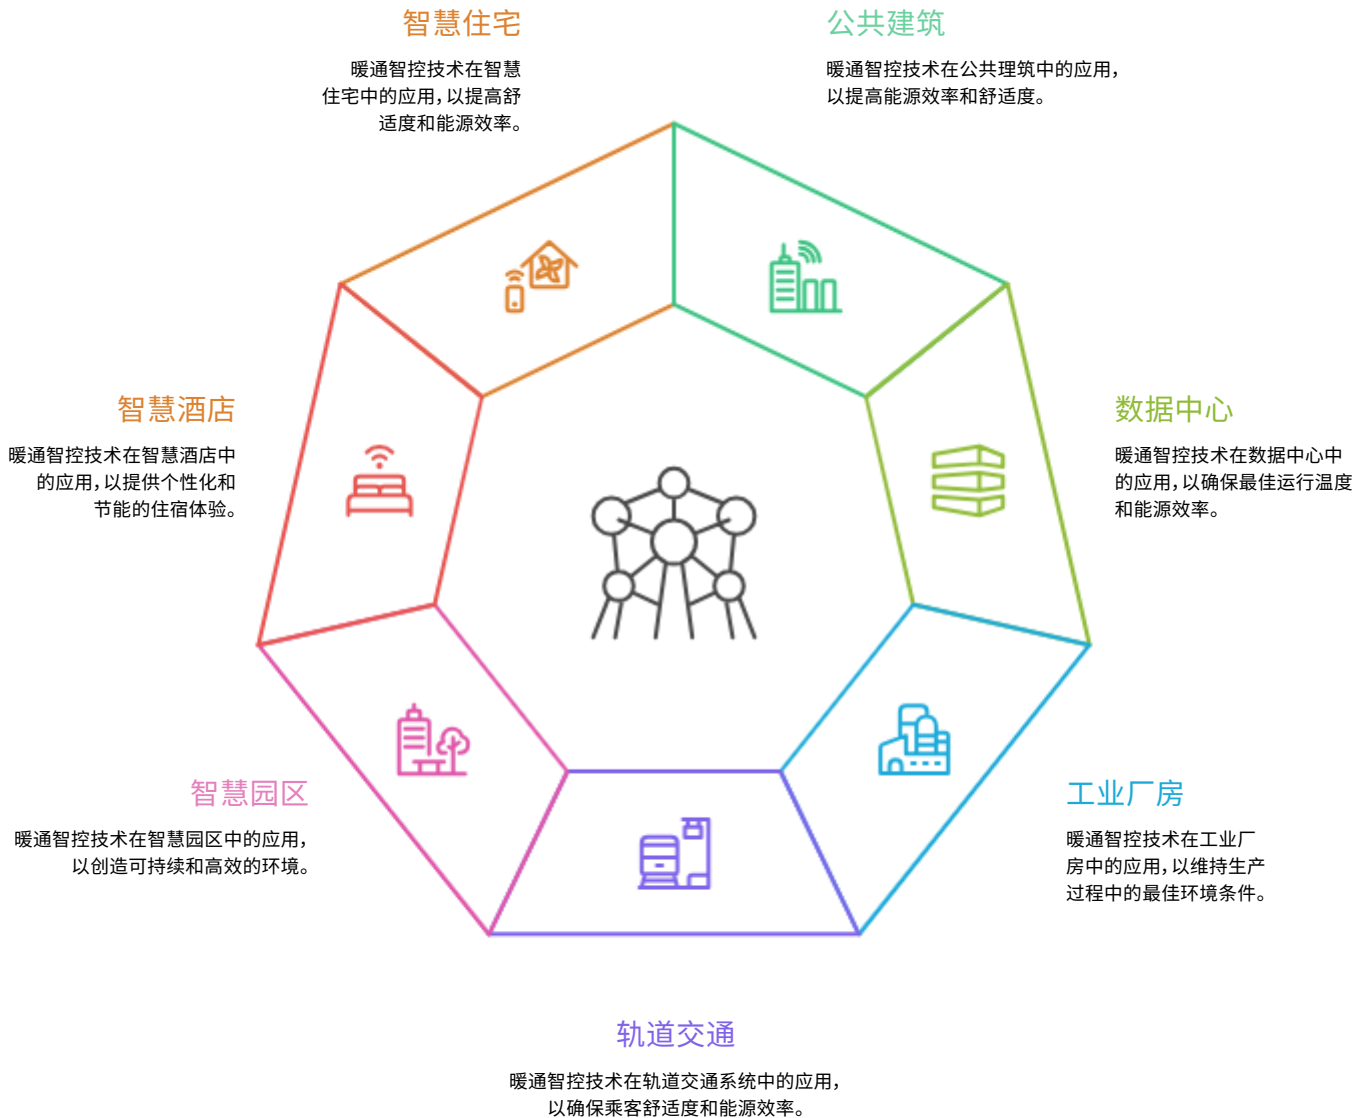 智慧住宅
暖通智控技术在智慧
住宅中的应用，以提高舒
适度和能源效率。
公共建筑
暖通智控技术在公共理筑中的应用，
以提高能源效率和舒适度。
智慧酒店
暖通智控技术在智慧酒店中
的应用，以提供个性化和
节能的住宿体验。
数据中心
暖通智控技术在数据中心中
的应用，以确保最佳运行温度
和能源效率。
智慧园区
暖通智控技术在智慧园区中的应用，
以创造可持续和高效的环境。
工业厂房
暖通智控技术在工业厂
房中的应用，以维持生产
过程中的最佳环境条件。
轨道交通
暖通智控技术在轨道交通系统中的应用，
以确保乘客舒适度和能源效率。